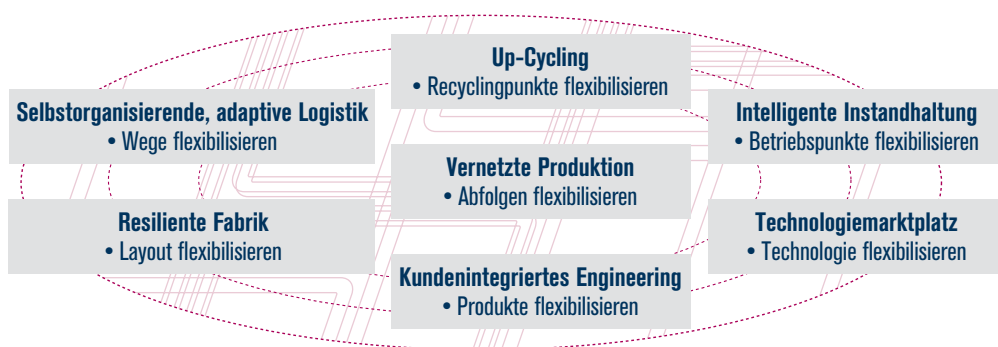 Up-Cycling
• Recyclingpunkte flexibilisieren
Selbstorganisierende, adaptive Logistik
• Wege flexibilisieren
Intelligente Instandhaltung
• Betriebspunkte flexibilisieren
Vernetzte Produktion
• Abfolgen flexibilisieren
Resiliente Fabrik
• Layout flexibilisieren
Technologiemarktplatz
• Technologie flexibilisieren
Kundenintegriertes Engineering
• Produkte flexibilisieren